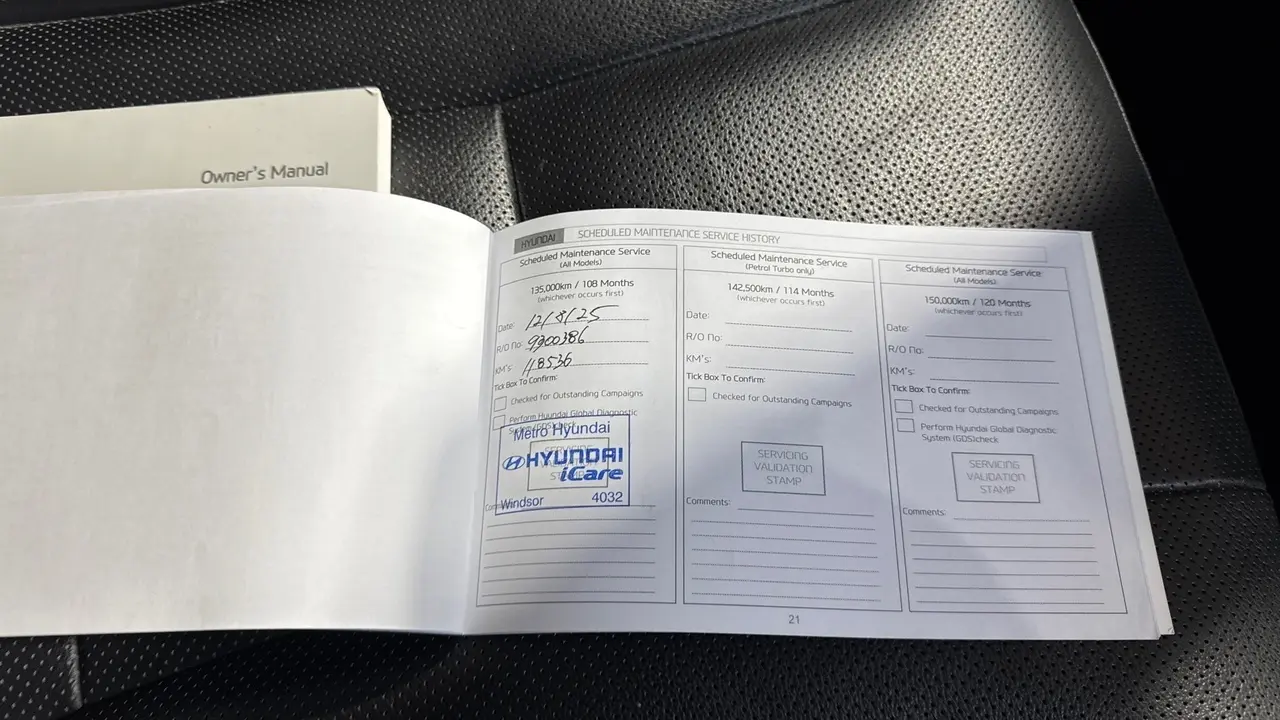 Owner's Manual
HYUNDAI
SCHEDULED MAINTENANCE SERVICE HISTORY
Scheduled Maintenance Service
(All Models)
135,000km / 108 Months
(whichever occurs first)
Date: 12/8/25
R/O No: 9300386
KM's: 118536
Tick Box To Confirm:
Checked for Outstanding Campaigns
Perform Hyundai Global Diagnostic
System (GDS)check
Metro Hyundai
HYUNDAI
iCare
Windsor 4032
Scheduled Maintenance Service
(Petrol Turbo only)
142,500km / 114 Months
(whichever occurs first)
Date:
R/O No:
KM's:
Tick Box To Confirm:
Checked for Outstanding Campaigns
SERVICING
VALIDATION
STAMP
Comments:
Scheduled Maintenance Service
(All Models)
150,000km / 120 Months
(whichever occurs first)
Date:
R/O No:
KM's:
Tick Box To Confirm:
Checked for Outstanding Campaigns
Perform Hyundai Global Diagnostic
System (GDS)check
SERVICING
VALIDATION
STAMP
Comments:
21